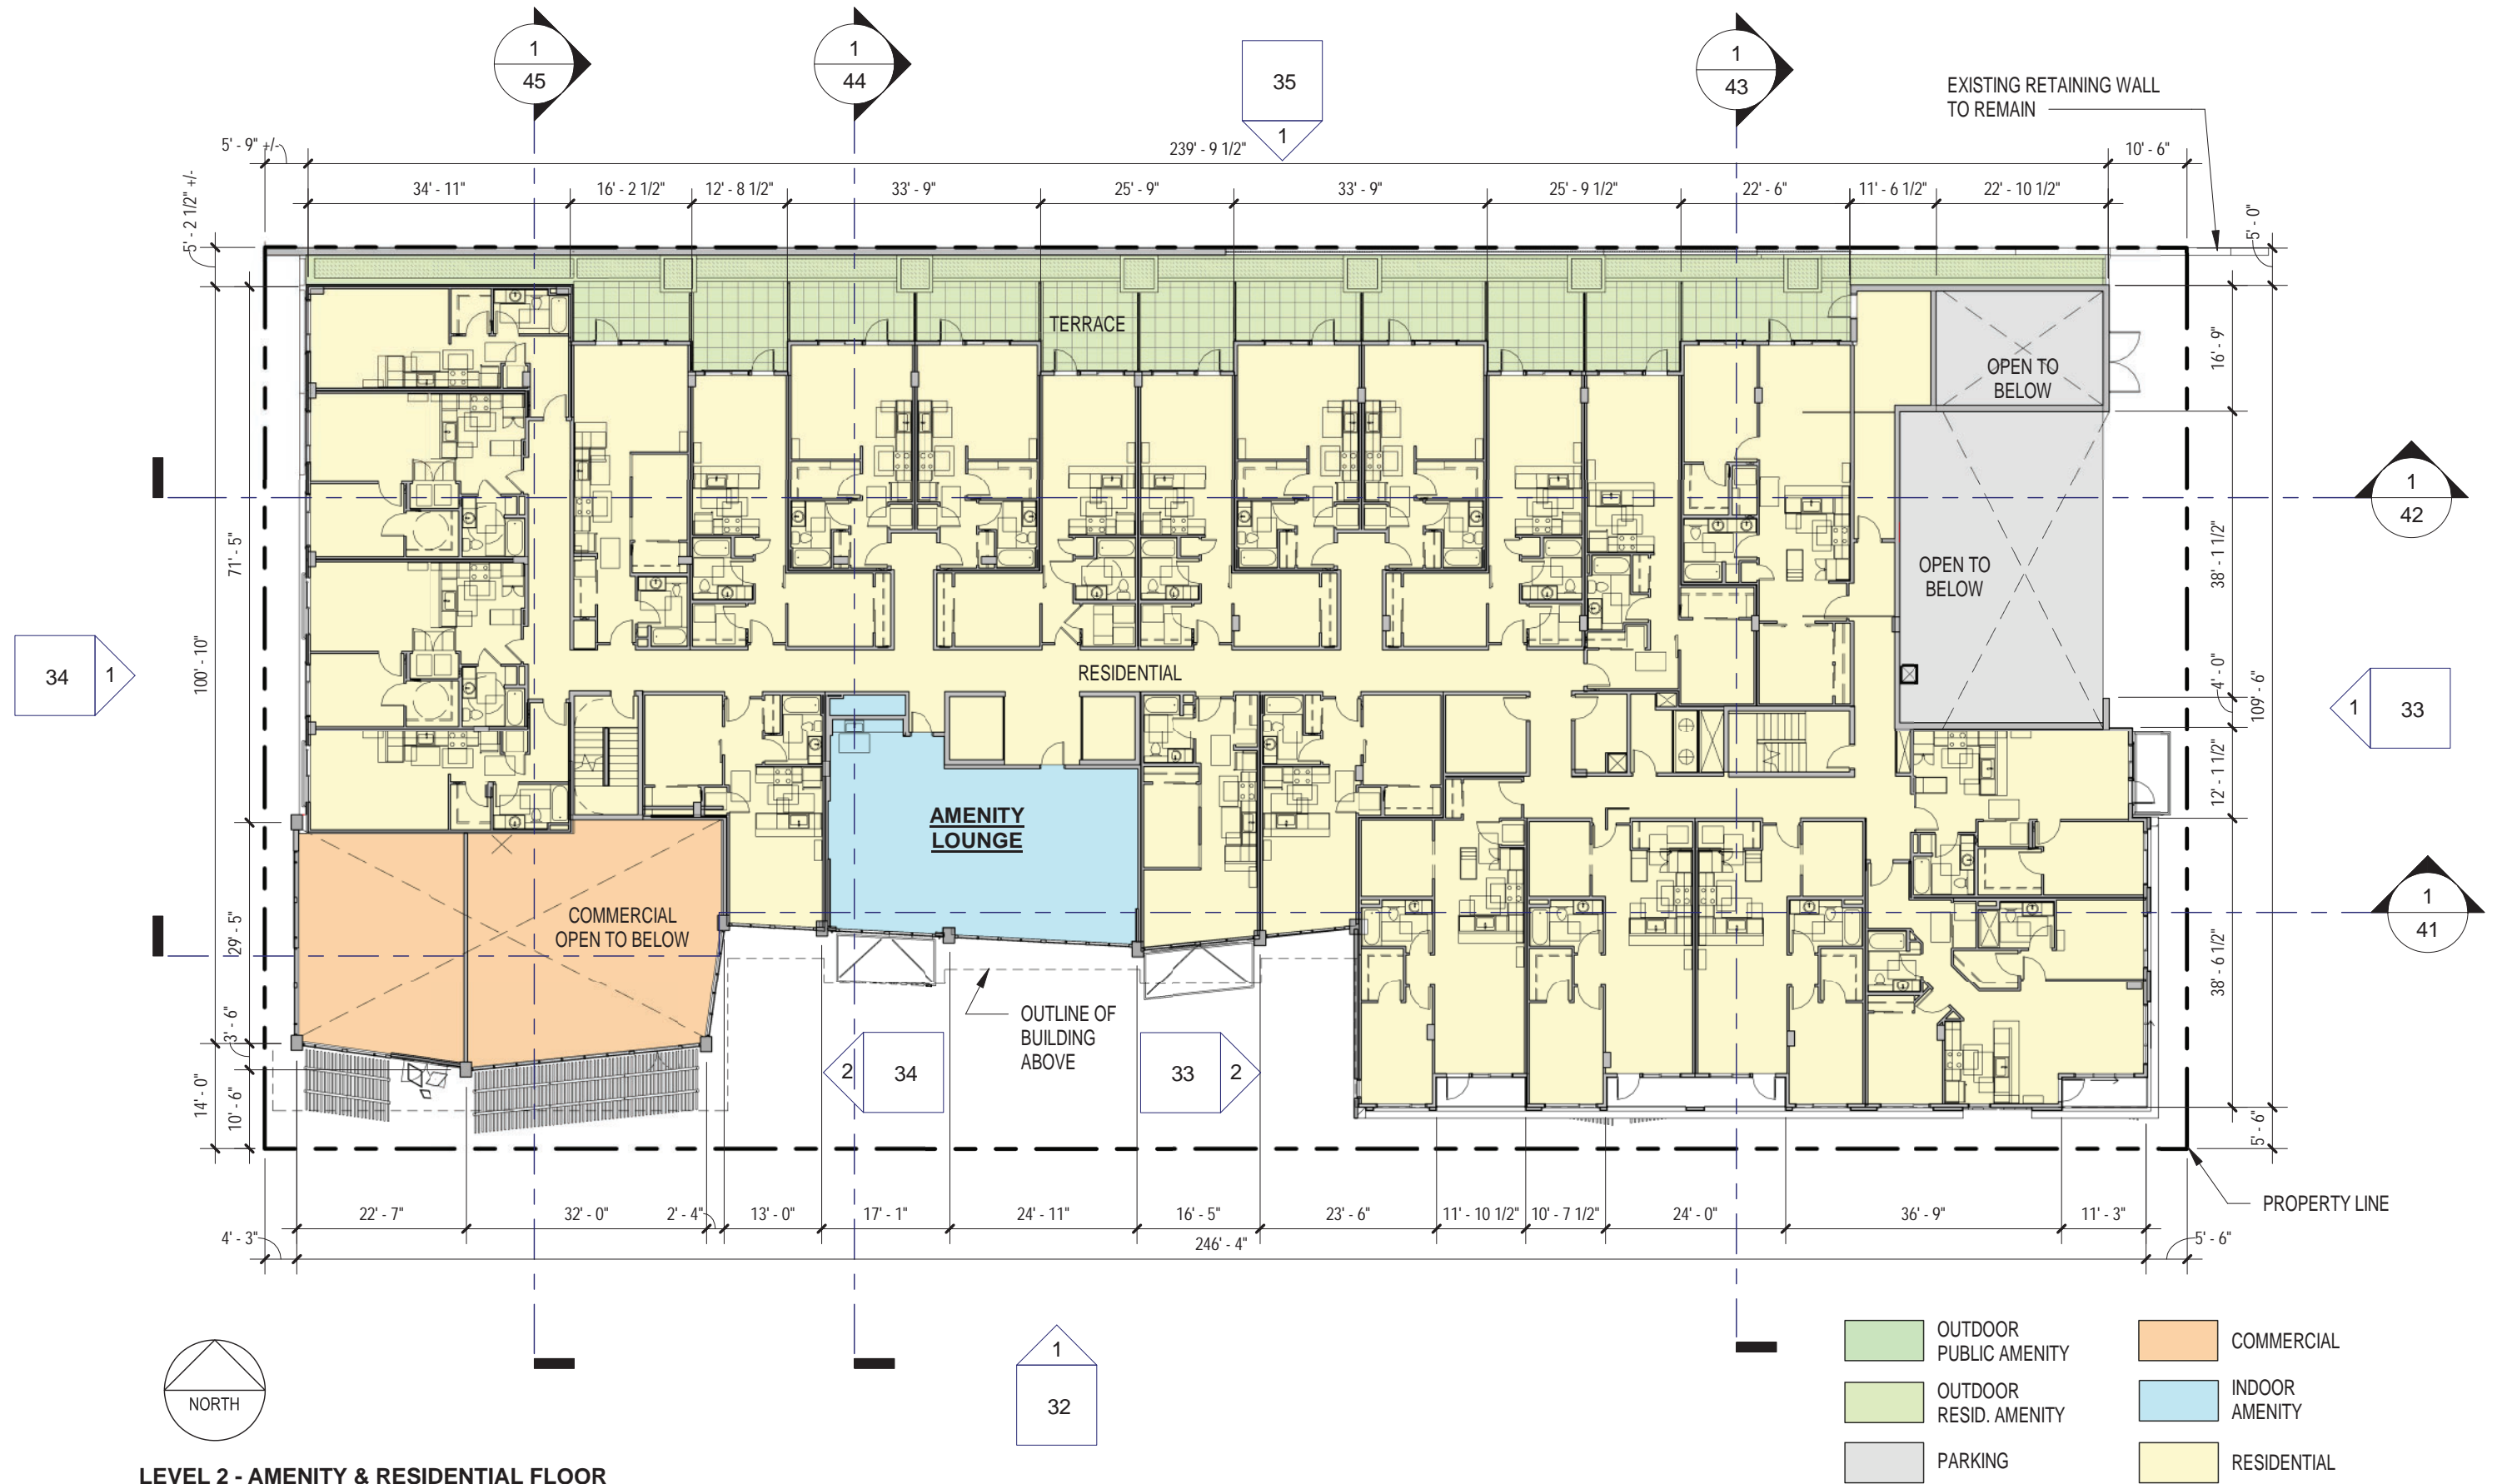 1
45
1
44
35
1
1
43
EXISTING RETAINING WALL
TO REMAIN
5' - 9" +/-
239' - 9 1/2"
10' - 6"
5' - 2 1/2" +/-
34' - 11"
16' - 2 1/2"
12' - 8 1/2"
33' - 9"
25' - 9"
33' - 9"
25' - 9 1/2"
22' - 6"
11' - 6 1/2"
22' - 10 1/2"
5' - 0"
TERRACE
OPEN TO
BELOW
16' - 9"
1
42
71' - 5"
38' - 1 1/2"
OPEN TO
BELOW
100' - 10"
34
1
RESIDENTIAL
4' - 0"
109' - 6"
1
33
12' - 1 1/2"
AMENITY
LOUNGE
COMMERCIAL
OPEN TO BELOW
1
41
29' - 5"
38' - 6 1/2"
3' - 6"
OUTLINE OF
BUILDING
ABOVE
2
34
33
2
14' - 0"
10' - 6"
5' - 6"
22' - 7"
32' - 0"
2' - 4"
13' - 0"
17' - 1"
24' - 11"
16' - 5"
23' - 6"
11' - 10 1/2"
10' - 7 1/2"
24' - 0"
36' - 9"
11' - 3"
PROPERTY LINE
4' - 3"
246' - 4"
5' - 6"
1
32
NORTH
OUTDOOR
PUBLIC AMENITY
COMMERCIAL
OUTDOOR
RESID. AMENITY
INDOOR
AMENITY
PARKING
RESIDENTIAL
LEVEL 2 - AMENITY & RESIDENTIAL FLOOR